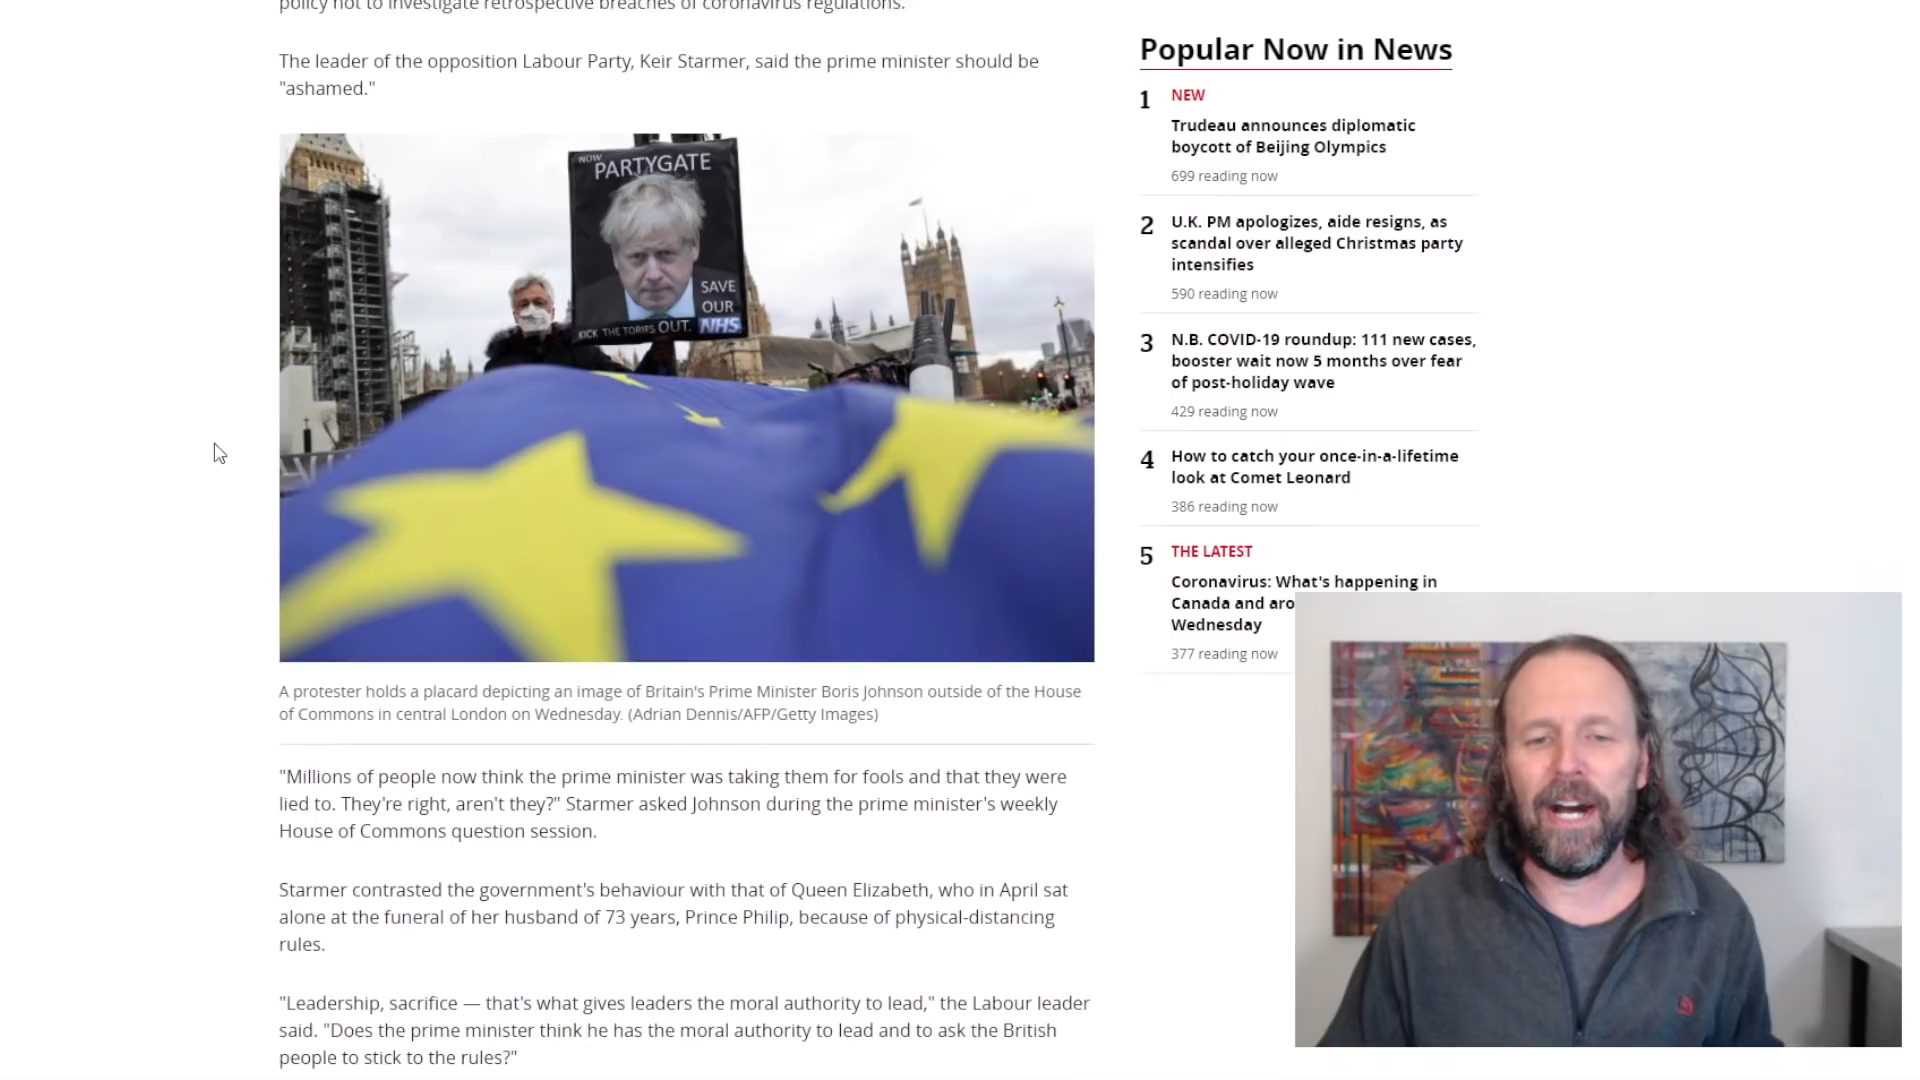 policy not to investigate retrospective breaches of coronavirus regulations.
The leader of the opposition Labour Party, Keir Starmer, said the prime minister should be
"ashamed."
NOW
PARTYGATE
SAVE
OUR
KICK THE TORIES OUT. NHS
A protester holds a placard depicting an image of Britain's Prime Minister Boris Johnson outside of the House
of Commons in central London on Wednesday. (Adrian Dennis/AFP/Getty Images)
"Millions of people now think the prime minister was taking them for fools and that they were
lied to. They're right, aren't they?" Starmer asked Johnson during the prime minister's weekly
House of Commons question session.
Starmer contrasted the government's behaviour with that of Queen Elizabeth, who in April sat
alone at the funeral of her husband of 73 years, Prince Philip, because of physical-distancing
rules.
"Leadership, sacrifice — that's what gives leaders the moral authority to lead," the Labour leader
said. "Does the prime minister think he has the moral authority to lead and to ask the British
people to stick to the rules?"
Popular Now in News
1 NEW
Trudeau announces diplomatic
boycott of Beijing Olympics
699 reading now
2 U.K. PM apologizes, aide resigns, as
scandal over alleged Christmas party
intensifies
590 reading now
3 N.B. COVID-19 roundup: 111 new cases,
booster wait now 5 months over fear
of post-holiday wave
429 reading now
4 How to catch your once-in-a-lifetime
look at Comet Leonard
386 reading now
5 THE LATEST
Coronavirus: What's happening in
Canada and aro
Wednesday
377 reading now